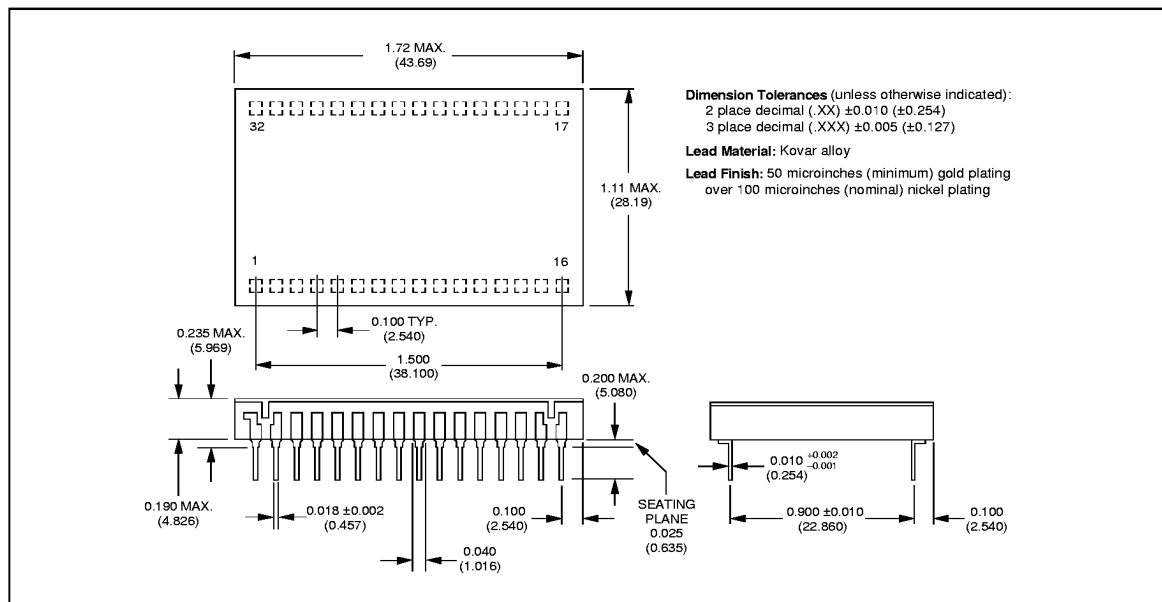 1.72 MAX.
(43.69)
Dimension Tolerances (unless otherwise indicated):
2 place decimal (.XX) ±0.010 (±0.254)
3 place decimal (.XXX) ±0.005 (±0.127)
Lead Material: Kovar alloy
Lead Finish: 50 microinches (minimum) gold plating
over 100 microinches (nominal) nickel plating
32
17
1.11 MAX.
(28.19)
1
16
0.100 TYP.
(2.540)
0.235 MAX.
(5.969)
1.500
(38.100)
0.200 MAX.
(5.080)
0.190 MAX.
(4.826)
0.018 ±0.002
(0.457)
0.100
(2.540)
SEATING
PLANE
0.025
(0.635)
0.040
(1.016)
0.010 +0.002
–0.001
(0.254)
0.900 ±0.010
(22.860)
0.100
(2.540)